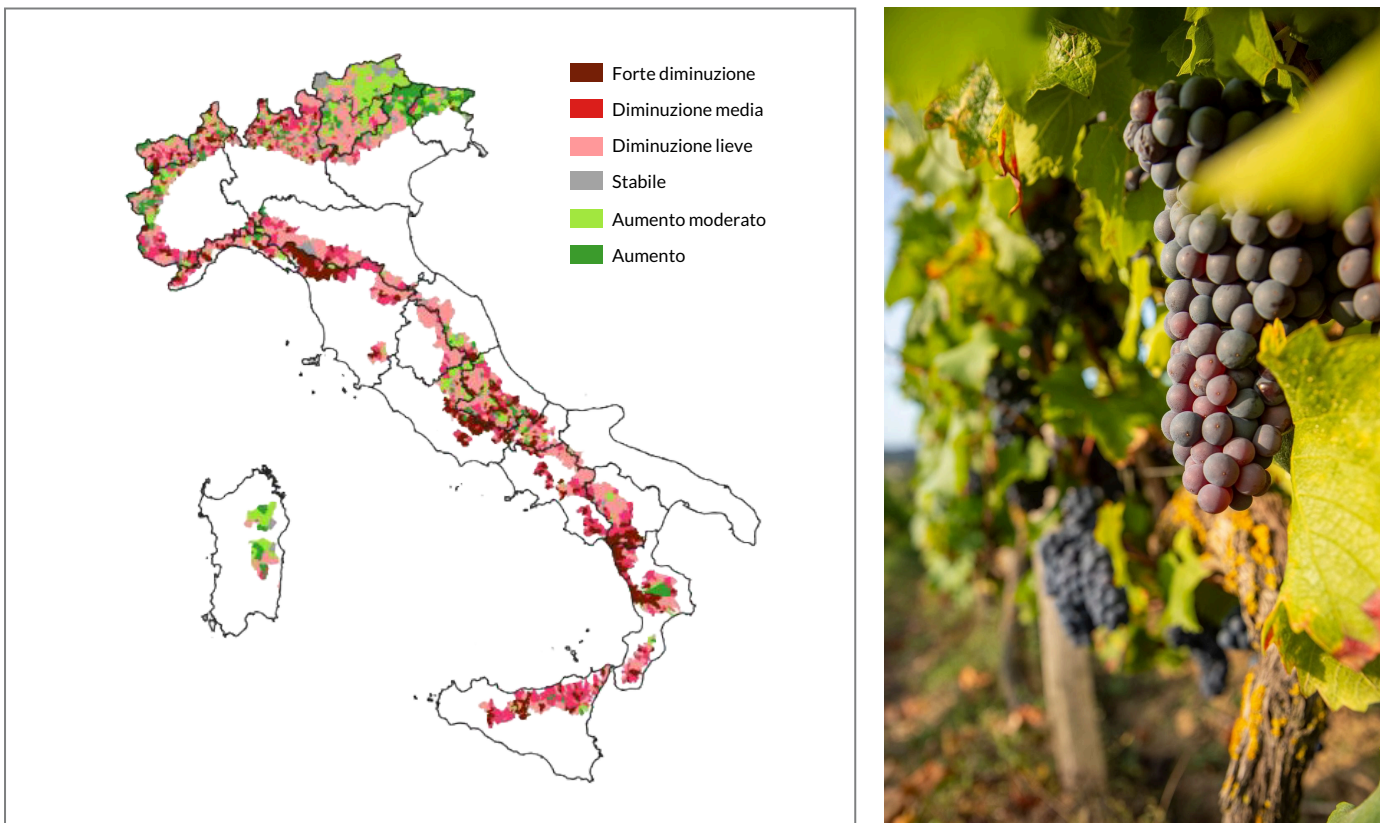 Forte diminuzione
Diminuzione media
Diminuzione lieve
Stabile
Aumento moderato
Aumento